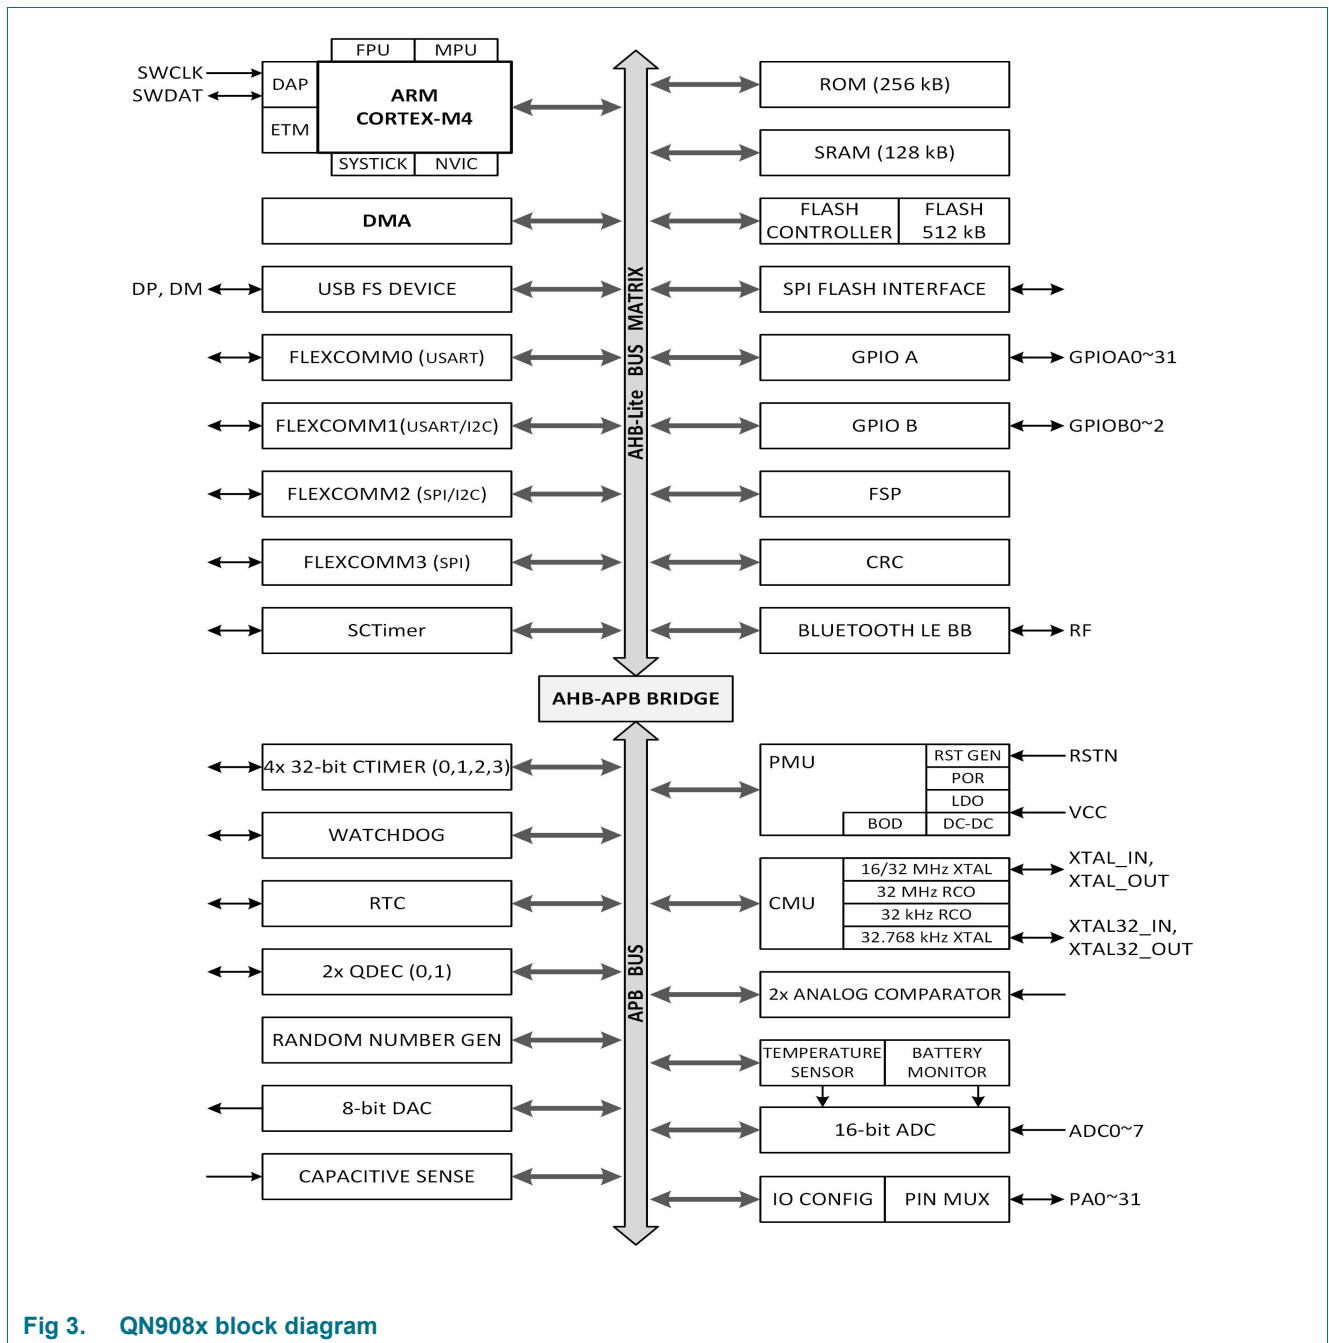 FPU MPU
SWCLK
SWDAT
DAP
ETM
ARM
CORTEX-M4
SYSTICK NVIC
DMA
DP, DM
USB FS DEVICE
FLEXCOMM0 (USART)
FLEXCOMM1(USART/I2C)
FLEXCOMM2 (SPI/I2C)
FLEXCOMM3 (SPI)
SCTimer
AHB-Lite BUS MATRIX
ROM (256 kB)
SRAM (128 kB)
FLASH
CONTROLLER
FLASH
512 kB
SPI FLASH INTERFACE
GPIO A
GPIOA0~31
GPIO B
GPIOB0~2
FSP
CRC
BLUETOOTH LE BB
RF
AHB-APB BRIDGE
4x 32-bit CTIMER (0,1,2,3)
WATCHDOG
RTC
2x QDEC (0,1)
RANDOM NUMBER GEN
8-bit DAC
CAPACITIVE SENSE
APB BUS
PMU
RST GEN
RSTN
POR
LDO
VCC
BOD DC-DC
CMU
16/32 MHz XTAL
32 MHz RCO
32 kHz RCO
32.768 kHz XTAL
XTAL_IN,
XTAL_OUT
XTAL32_IN,
XTAL32_OUT
2x ANALOG COMPARATOR
TEMPERATURE
SENSOR
BATTERY
MONITOR
16-bit ADC
ADC0~7
IO CONFIG PIN MUX
PA0~31
Fig 3. QN908x block diagram